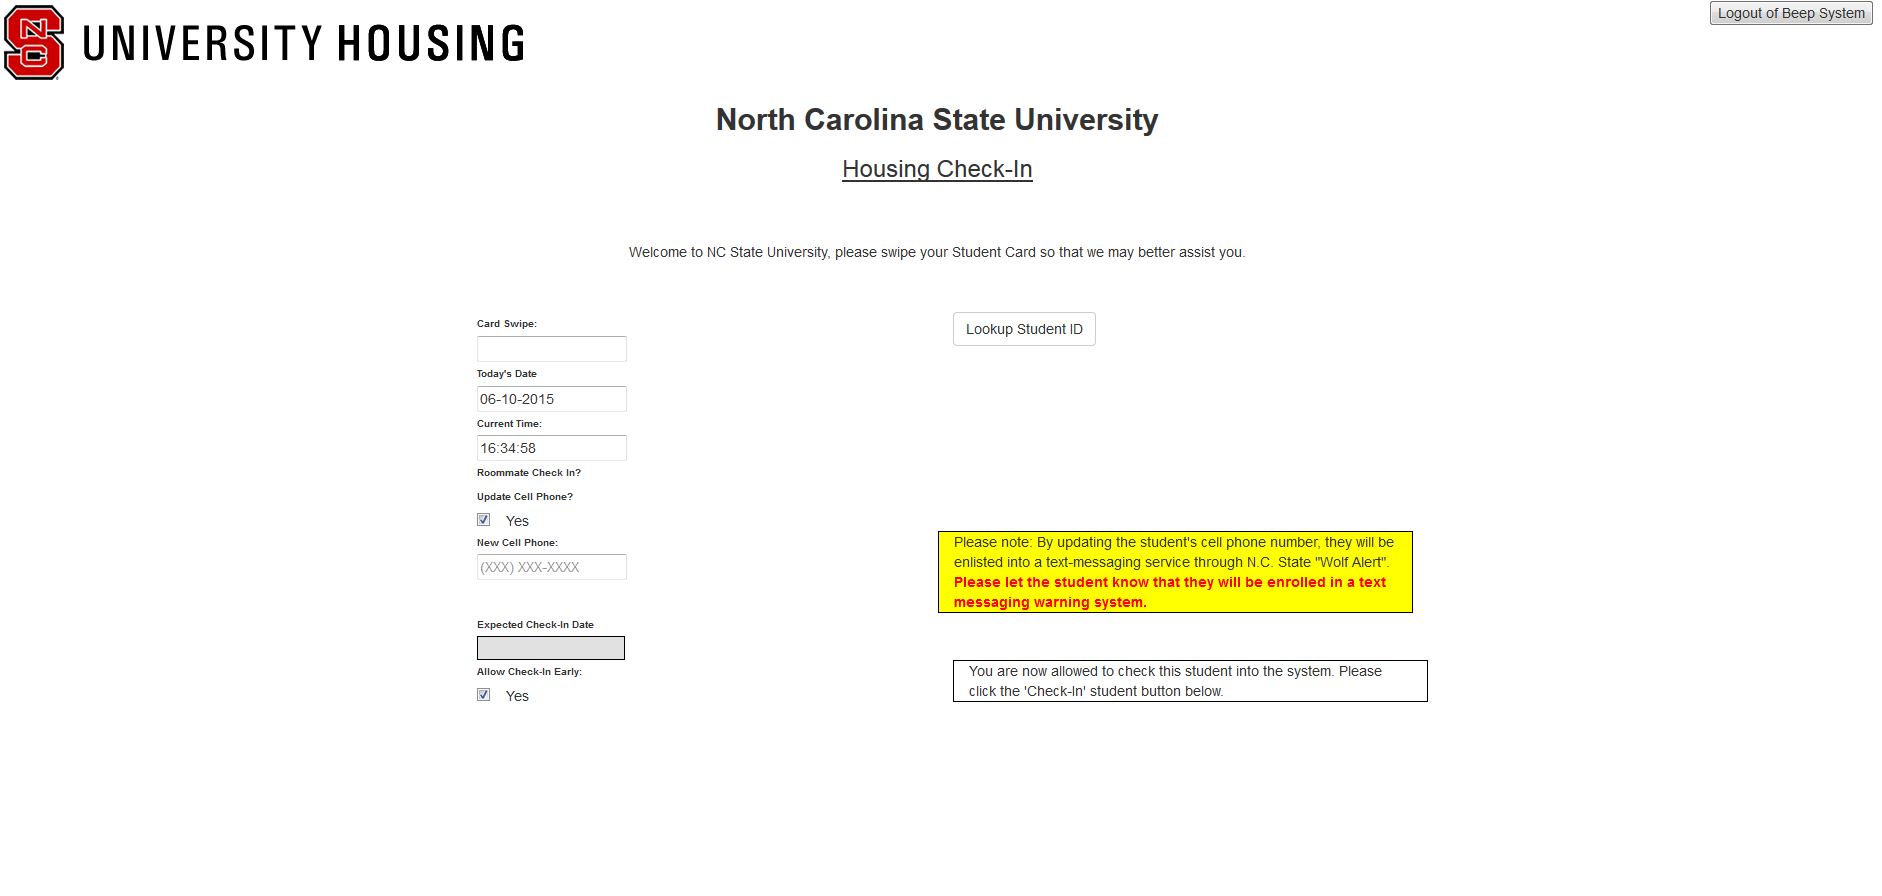 NC
S
UNIVERSITY HOUSING
Logout of Beep System
North Carolina State University
Housing Check-In
Welcome to NC State University, please swipe your Student Card so that we may better assist you.
Card Swipe:
Lookup Student ID
Today's Date
06-10-2015
Current Time:
16:34:58
Roommate Check In?
Update Cell Phone?
Yes
New Cell Phone:
(XXX) XXX-XXXX
Please note: By updating the student's cell phone number, they will be
enlisted into a text-messaging service through N.C. State "Wolf Alert".
Please let the student know that they will be enrolled in a text
messaging warning system.
Expected Check-In Date
Allow Check-In Early:
Yes
You are now allowed to check this student into the system. Please
click the 'Check-In' student button below.